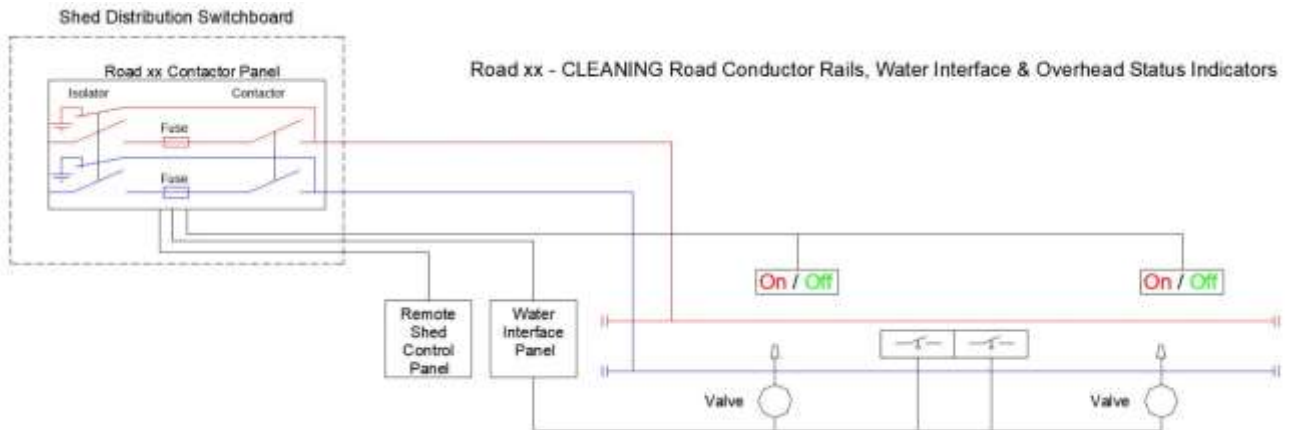 Shed Distribution Switchboard
Road xx Contactor Panel
Road xx - CLEANING Road Conductor Rails, Water Interface & Overhead Status Indicators
Isolator
Contactor
Fuse
Fuse
On / Off
On / Off
Remote
Shed
Control
Panel
Water
Interface
Panel
Valve
Valve